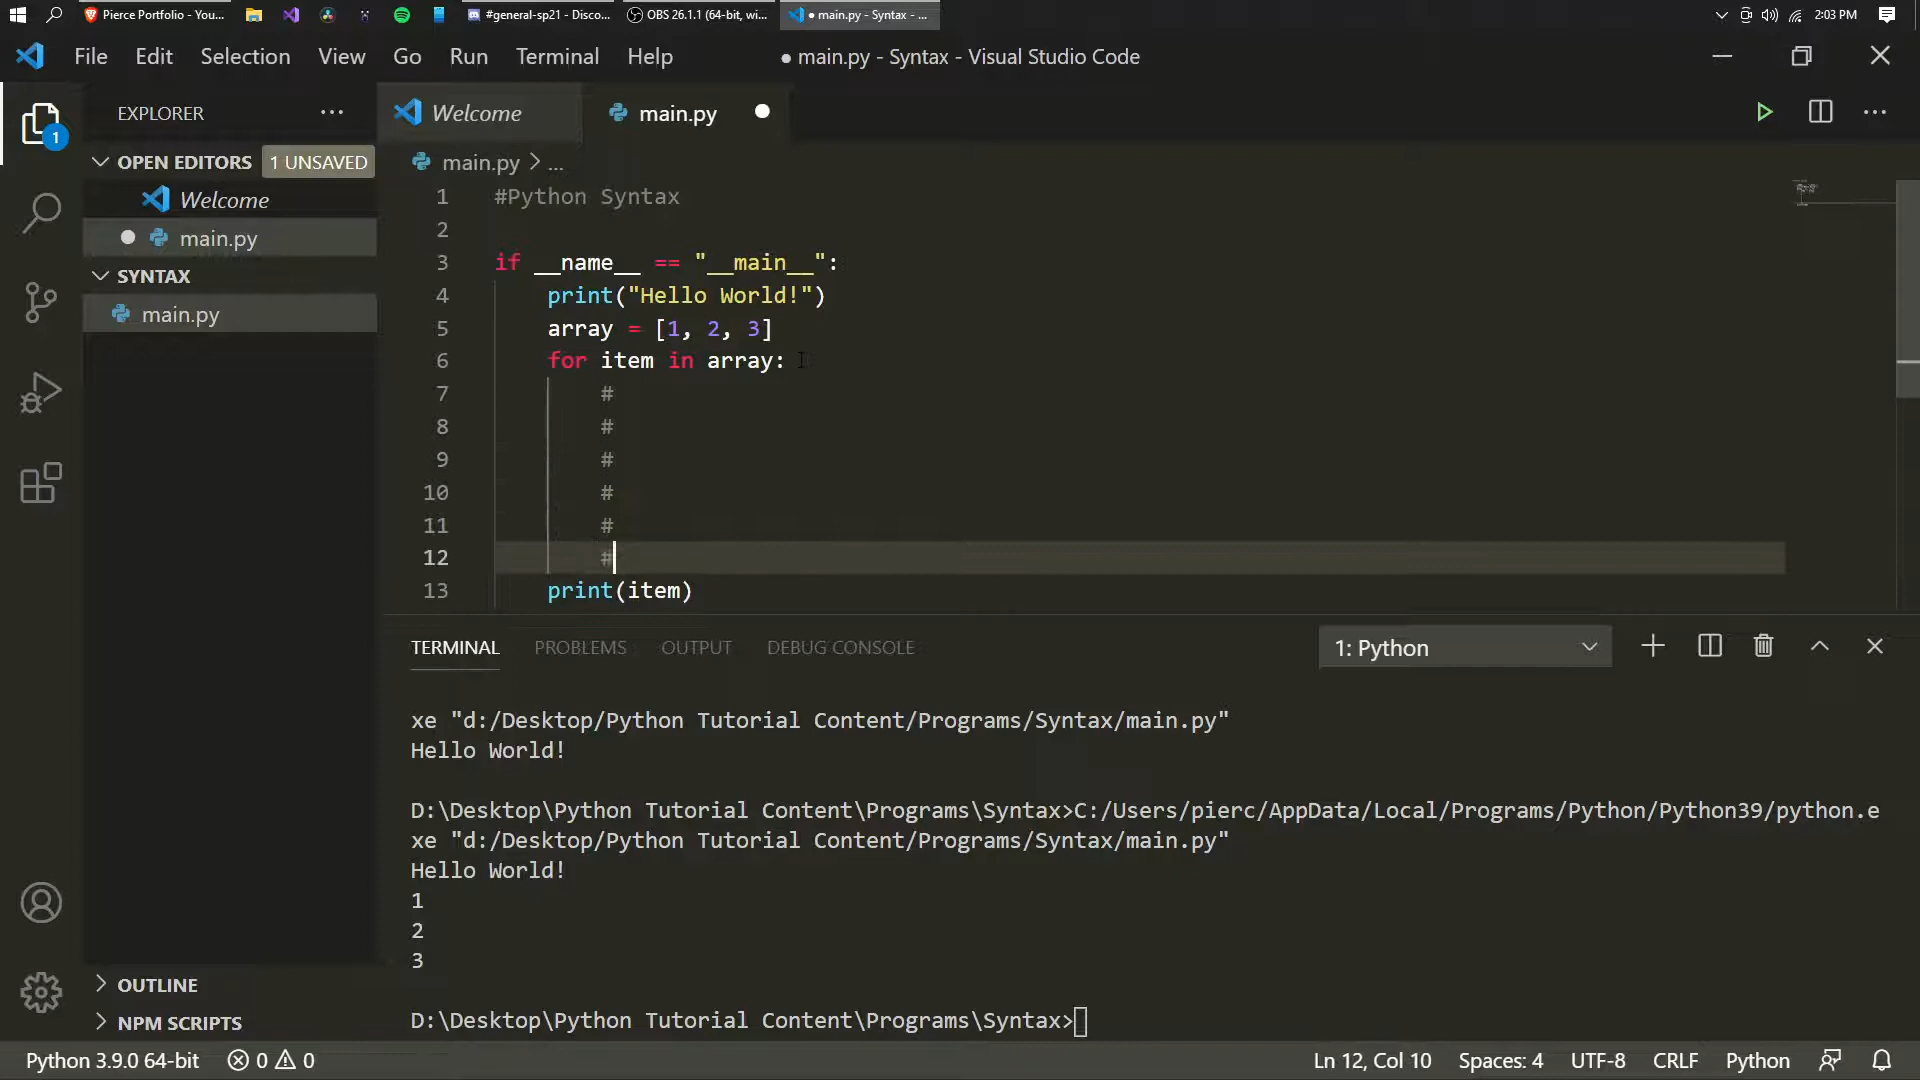 Pierce Portfolio - You...
#general-sp21 - Disco...
OBS 26.1.1 (64-bit, wi...
● main.py - Syntax - ...
2:03 PM
File Edit Selection View Go Run Terminal Help
● main.py - Syntax - Visual Studio Code
1
EXPLORER
Welcome
main.py
OPEN EDITORS 1 UNSAVED
Welcome
main.py
SYNTAX
main.py
OUTLINE
NPM SCRIPTS
main.py > ...
1 #Python Syntax
2
3 if __name__ == "__main__":
4 print("Hello World!")
5 array = [1, 2, 3]
6 for item in array:
7 #
8 #
9 #
10 #
11 #
12 #
13 print(item)
TERMINAL PROBLEMS OUTPUT DEBUG CONSOLE
1: Python
xe "d:/Desktop/Python Tutorial Content/Programs/Syntax/main.py"
Hello World!
D:\Desktop\Python Tutorial Content\Programs\Syntax>C:/Users/pierc/AppData/Local/Programs/Python/Python39/python.e
xe "d:/Desktop/Python Tutorial Content/Programs/Syntax/main.py"
Hello World!
1
2
3
D:\Desktop\Python Tutorial Content\Programs\Syntax>
Python 3.9.0 64-bit 0 0
Ln 12, Col 10 Spaces: 4 UTF-8 CRLF Python